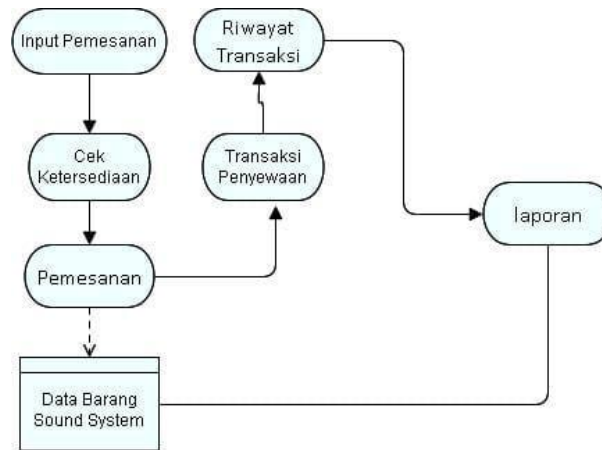 Input Pemesanan
Riwayat
Transaksi
Cek
Ketersediaan
Transaksi
Penyewaan
laporan
Pemesanan
Data Barang
Sound System